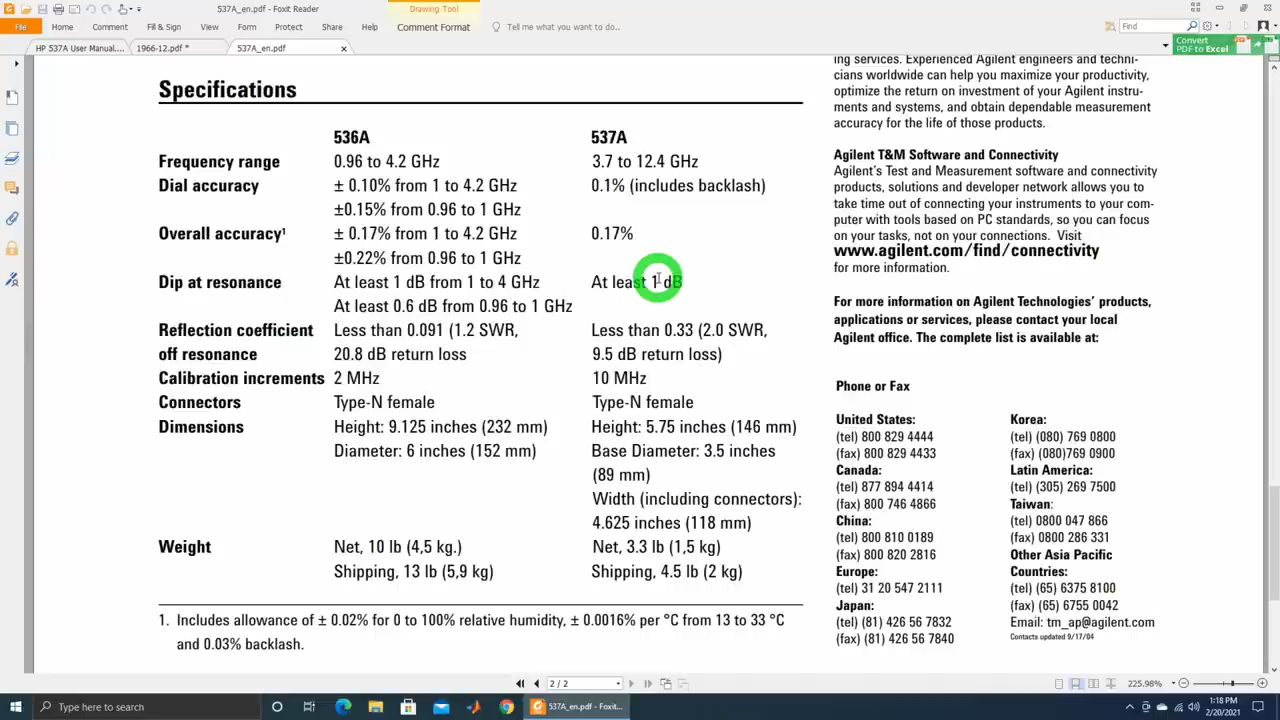 537A_en.pdf - Foxit Reader
Drawing Tool
File Home Comment Fill & Sign View Form Protect Share Help Comment Format Tell me what you want to do... Find
HP 537A User Manual.... 1966-12.pdf * 537A_en.pdf
Convert
PDF to Excel
Specifications
536A 537A
Frequency range 0.96 to 4.2 GHz 3.7 to 12.4 GHz
Dial accuracy ± 0.10% from 1 to 4.2 GHz 0.1% (includes backlash)
±0.15% from 0.96 to 1 GHz
Overall accuracy¹ ± 0.17% from 1 to 4.2 GHz 0.17%
±0.22% from 0.96 to 1 GHz
Dip at resonance At least 1 dB from 1 to 4 GHz At least 1 dB
At least 0.6 dB from 0.96 to 1 GHz
Reflection coefficient Less than 0.091 (1.2 SWR, Less than 0.33 (2.0 SWR,
off resonance 20.8 dB return loss 9.5 dB return loss)
Calibration increments 2 MHz 10 MHz
Connectors Type-N female Type-N female
Dimensions Height: 9.125 inches (232 mm) Height: 5.75 inches (146 mm)
Diameter: 6 inches (152 mm) Base Diameter: 3.5 inches
(89 mm)
Width (including connectors):
4.625 inches (118 mm)
Weight Net, 10 lb (4,5 kg.) Net, 3.3 lb (1,5 kg)
Shipping, 13 lb (5,9 kg) Shipping, 4.5 lb (2 kg)
1. Includes allowance of ± 0.02% for 0 to 100% relative humidity, ± 0.0016% per °C from 13 to 33 °C
and 0.03% backlash.
ing services. Experienced Agilent engineers and techni-
cians worldwide can help you maximize your productivity,
optimize the return on investment of your Agilent instru-
ments and systems, and obtain dependable measurement
accuracy for the life of those products.
Agilent T&M Software and Connectivity
Agilent's Test and Measurement software and connectivity
products, solutions and developer network allows you to
take time out of connecting your instruments to your com-
puter with tools based on PC standards, so you can focus
on your tasks, not on your connections. Visit
www.agilent.com/find/connectivity
for more information.
For more information on Agilent Technologies' products,
applications or services, please contact your local
Agilent office. The complete list is available at:
Phone or Fax
United States:
(tel) 800 829 4444
(fax) 800 829 4433
Canada:
(tel) 877 894 4414
(fax) 800 746 4866
China:
(tel) 800 810 0189
(fax) 800 820 2816
Europe:
(tel) 31 20 547 2111
Japan:
(tel) (81) 426 56 7832
(fax) (81) 426 56 7840
Korea:
(tel) (080) 769 0800
(fax) (080)769 0900
Latin America:
(tel) (305) 269 7500
Taiwan:
(tel) 0800 047 866
(fax) 0800 286 331
Other Asia Pacific
Countries:
(tel) (65) 6375 8100
(fax) (65) 6755 0042
Email: tm_ap@agilent.com
Contacts updated 9/17/04
2 / 2 225.98%
Type here to search 537A_en.pdf - Foxit... 1:18 PM
2/20/2021